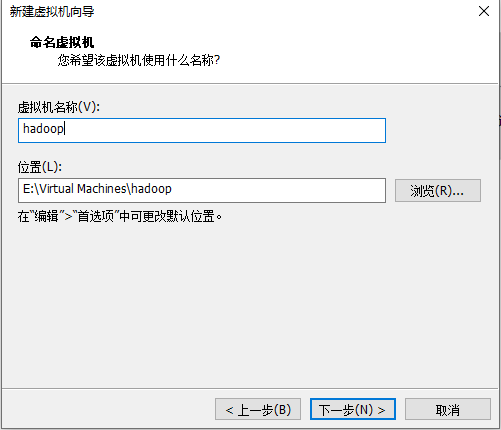 新建虚拟机向导
命名虚拟机
您希望该虚拟机使用什么名称?
虚拟机名称(V):
hadoop
位置(L):
E:\Virtual Machines\hadoop
浏览(R)...
在“编辑”>“首选项”中可更改默认位置。
< 上一步(B)
下一步(N) >
取消